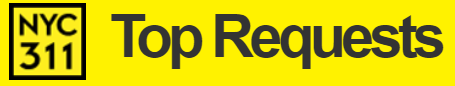 NYC
311
Top Requests